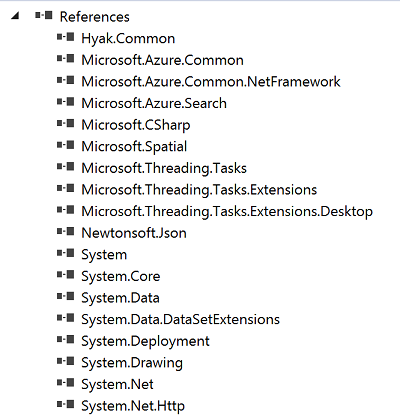 References
Hyak.Common
Microsoft.Azure.Common
Microsoft.Azure.Common.NetFramework
Microsoft.Azure.Search
Microsoft.CSharp
Microsoft.Spatial
Microsoft.Threading.Tasks
Microsoft.Threading.Tasks.Extensions
Microsoft.Threading.Tasks.Extensions.Desktop
Newtonsoft.Json
System
System.Core
System.Data
System.Data.DataSetExtensions
System.Deployment
System.Drawing
System.Net
System.Net.Http